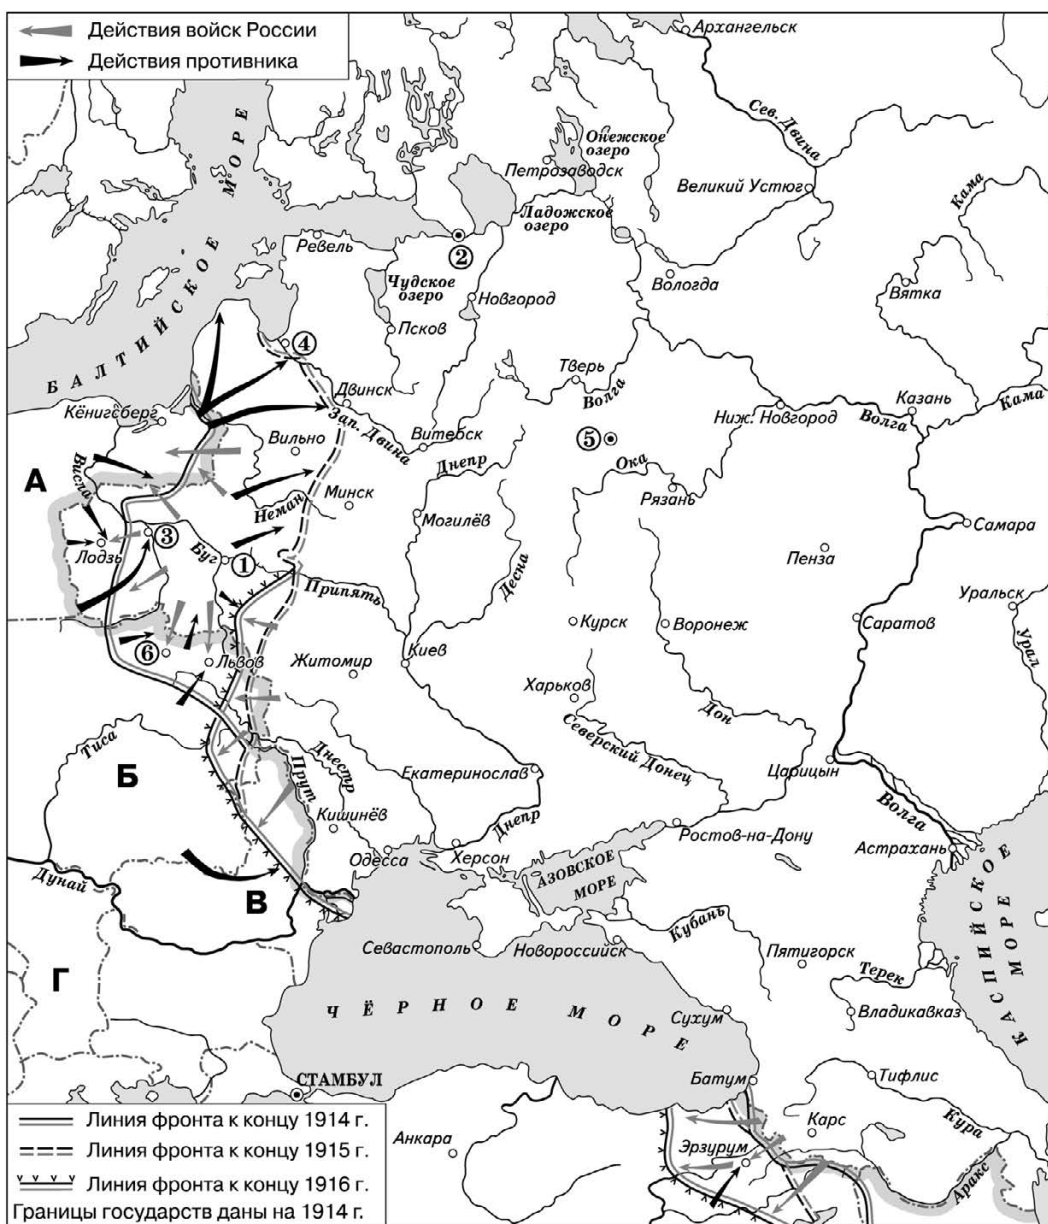 Действия войск России
Действия противника
Архангельск
Сев. Двина
Онежское
озеро
Петрозаводск
Великий Устюг
Кама
БАЛТИЙСКОЕ МОРЕ
Ладожское
озеро
Ревель
②
Чудское
озеро
Новгород
Вологда
Вятка
Псков
④
Тверь
Волга
Двинск
Кёнигсберг
Зап. Двина
Ниж. Новгород
Казань
Волга
Кама
Вильно
Витебск
⑤
Днепр
Ока
А
Висла
Рязань
Минск
Неман
Могилёв
Самара
③
Лодзь
Буг
①
Десна
Пенза
Припять
Уральск
Курск
Воронеж
Саратов
Урал
⑥
Львов
Житомир
Киев
Харьков
Дон
Северский Донец
Тиса
Б
Днестр
Прут
Екатеринослав
Царицын
Волга
Кишинёв
Днепр
Ростов-на-Дону
Одесса
Херсон
АЗОВСКОЕ
МОРЕ
Астрахань
Дунай
В
КАСПИЙСКОЕ
МОРЕ
Кубань
Севастополь
Новороссийск
Пятигорск
Г
Терек
Владикавказ
ЧЁРНОЕ МОРЕ
Сухум
СТАМБУЛ
Батум
Тифлис
Линия фронта к концу 1914 г.
Карс
Кура
Анкара
Эрзурум
Линия фронта к концу 1915 г.
Аракс
Линия фронта к концу 1916 г.
Границы государств даны на 1914 г.